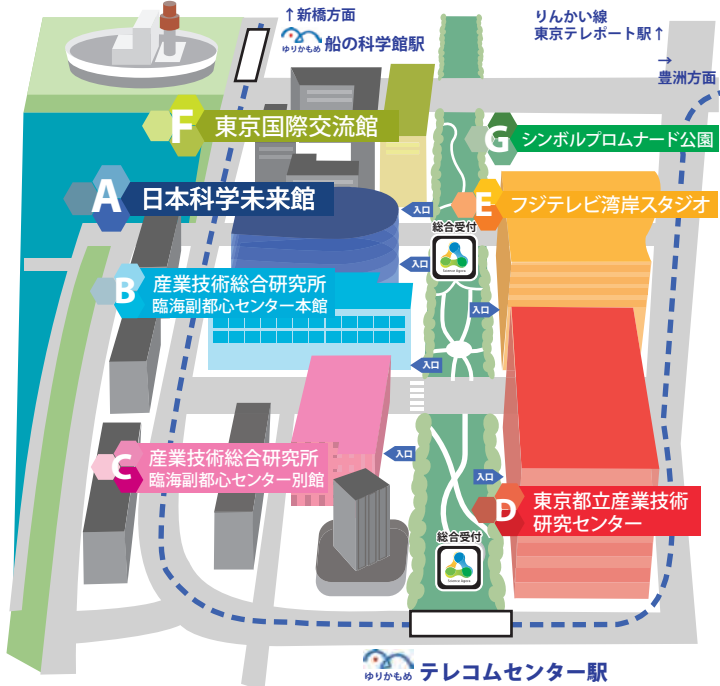 ↑新橋方面
ゆりかもめ 船の科学館駅
りんかい線
東京テレポート駅↑
→
豊洲方面
F 東京国際交流館
G シンボルプロムナード公園
A 日本科学未来館
入口
E フジテレビ湾岸スタジオ
総合受付
入口
Science Agora
B 産業技術総合研究所
臨海副都心センター本館
入口
入口
C 産業技術総合研究所
臨海副都心センター別館
入口
入口
D 東京都立産業技術
研究センター
総合受付
Science Agora
ゆりかもめ テレコムセンター駅